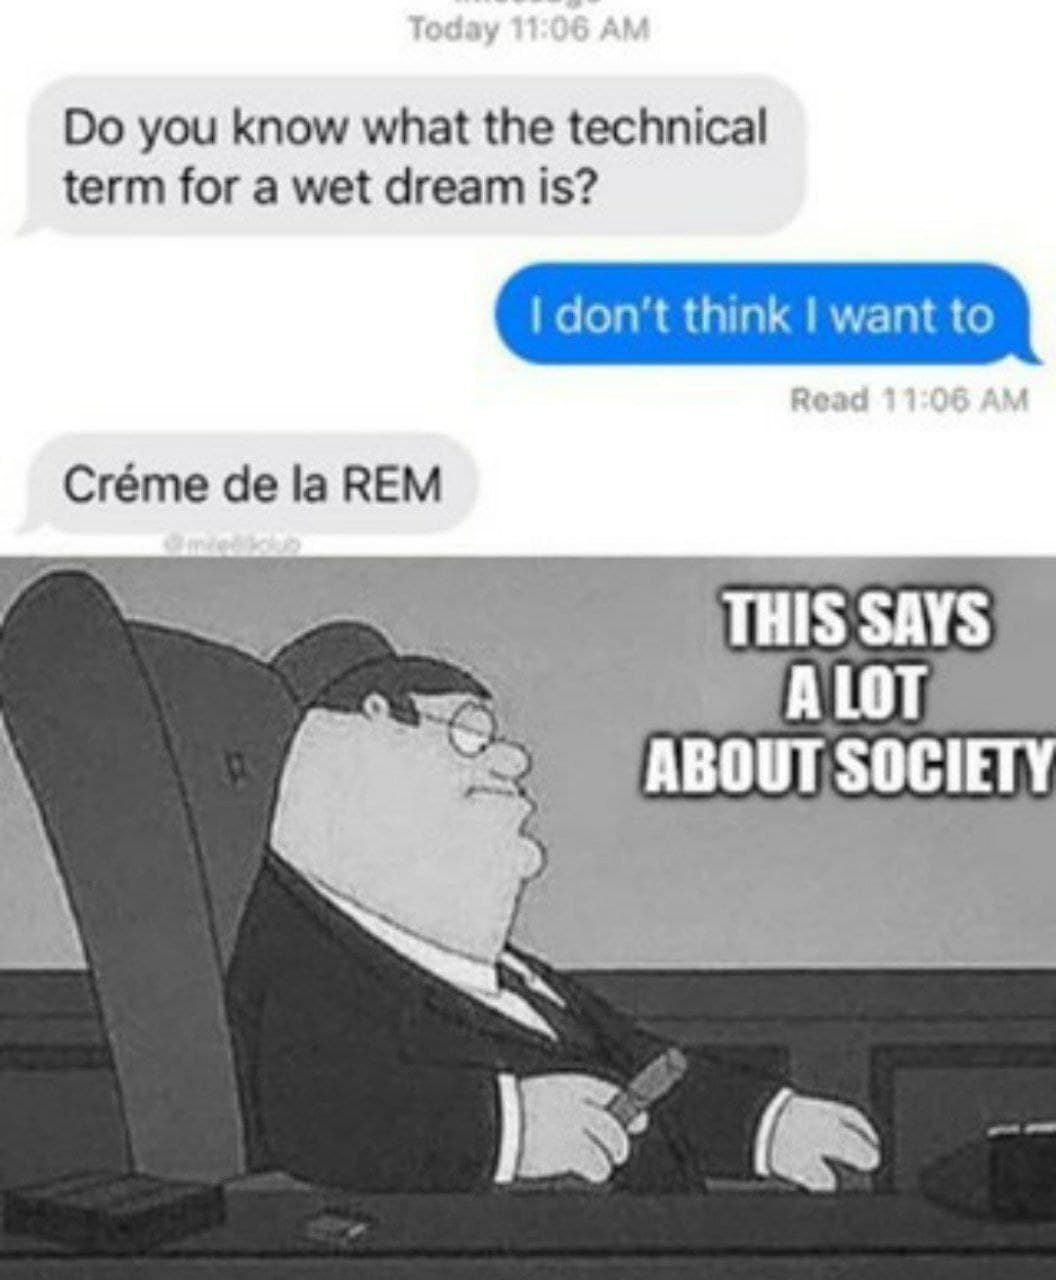 Today 11:06 AM
Do you know what the technical
term for a wet dream is?
I don't think I want to
Read 11:06 AM
Créme de la REM
THIS SAYS
A LOT
ABOUT SOCIETY